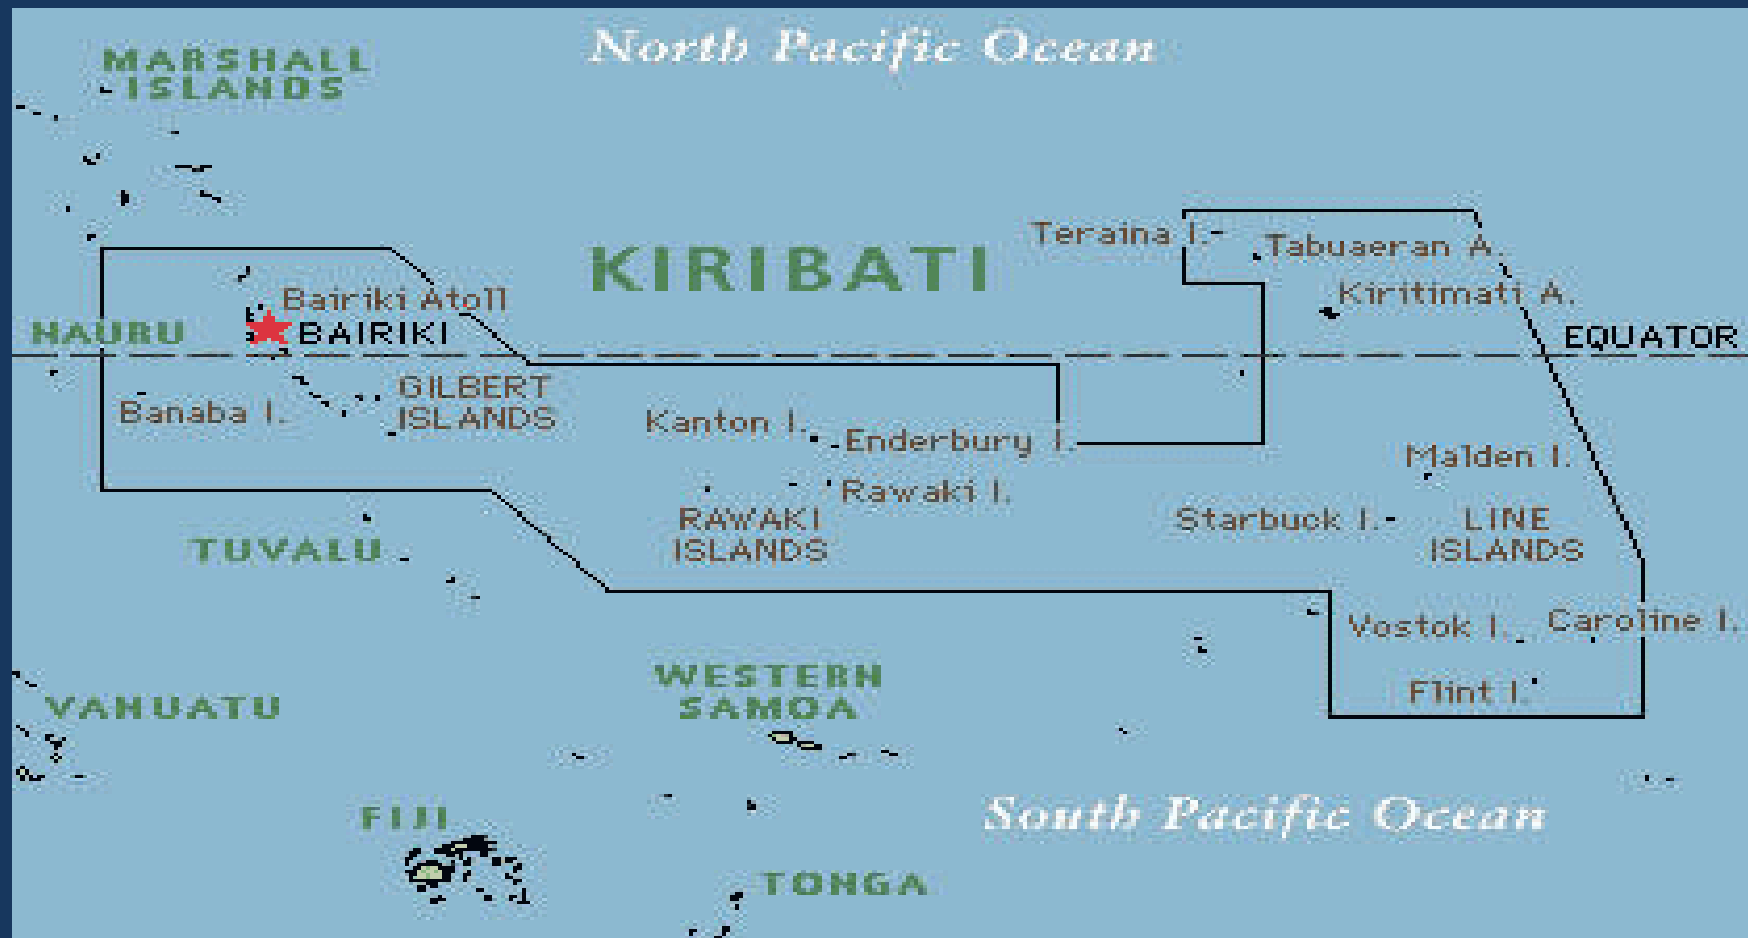 North Pacific Ocean
MARSHALL
ISLANDS
KIRIBATI
Teraina I.
Tabuaeran A.
Kiritimati A.
Bairiki Atoll
BAIRIKI
NAURU
EQUATOR
GILBERT
ISLANDS
Banaba I.
Kanton I.
Enderbury I.
Rawaki I.
RAWAKI
ISLANDS
Malden I.
Starbuck I.
LINE
ISLANDS
TUVALU
Vostok I.
Caroline I.
Flint I.
WESTERN
SAMOA
VANUATU
FIJI
South Pacific Ocean
TONGA